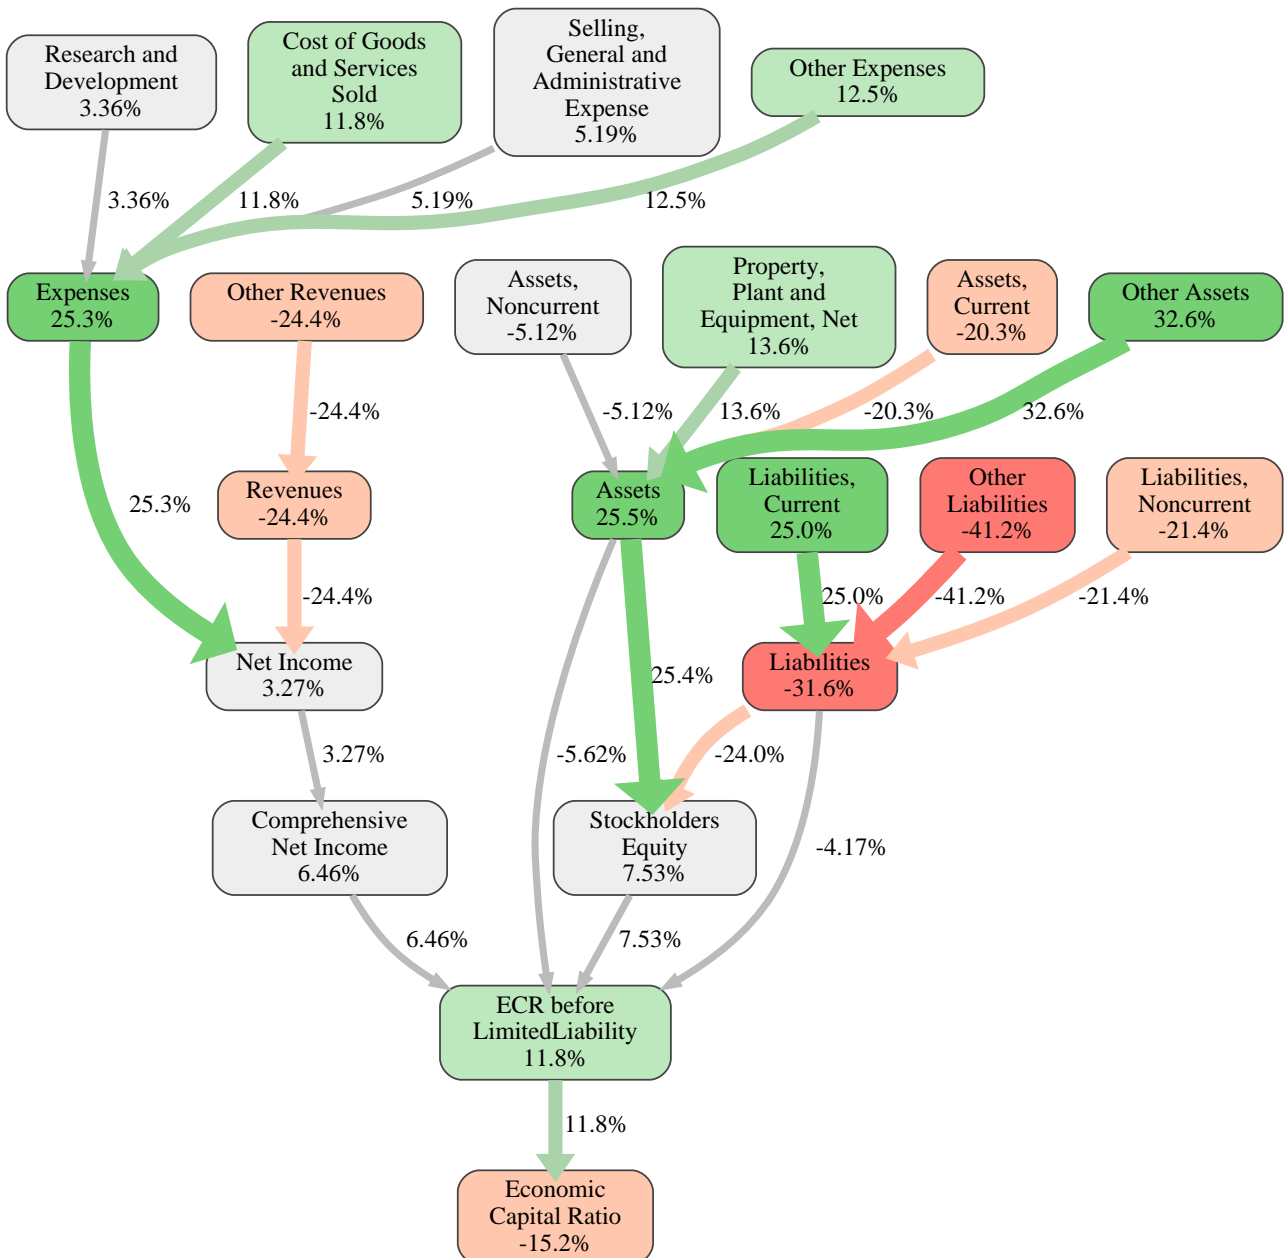 Research and
Development
3.36%
Cost of Goods
and Services
Sold
11.8%
Selling,
General and
Administrative
Expense
5.19%
Other Expenses
12.5%
3.36%
11.8%
5.19%
12.5%
Expenses
25.3%
Other Revenues
-24.4%
Assets,
Noncurrent
-5.12%
Property,
Plant and
Equipment, Net
13.6%
Assets,
Current
-20.3%
Other Assets
32.6%
-24.4%
-5.12%
13.6%
-20.3%
32.6%
25.3%
Revenues
-24.4%
Assets
25.5%
Liabilities,
Current
25.0%
Other
Liabilities
-41.2%
Liabilities,
Noncurrent
-21.4%
-24.4%
25.0%
-41.2%
-21.4%
Net Income
3.27%
25.4%
Liabilities
-31.6%
3.27%
-5.62%
-24.0%
Comprehensive
Net Income
6.46%
Stockholders
Equity
7.53%
-4.17%
6.46%
7.53%
ECR before
LimitedLiability
11.8%
11.8%
Economic
Capital Ratio
-15.2%